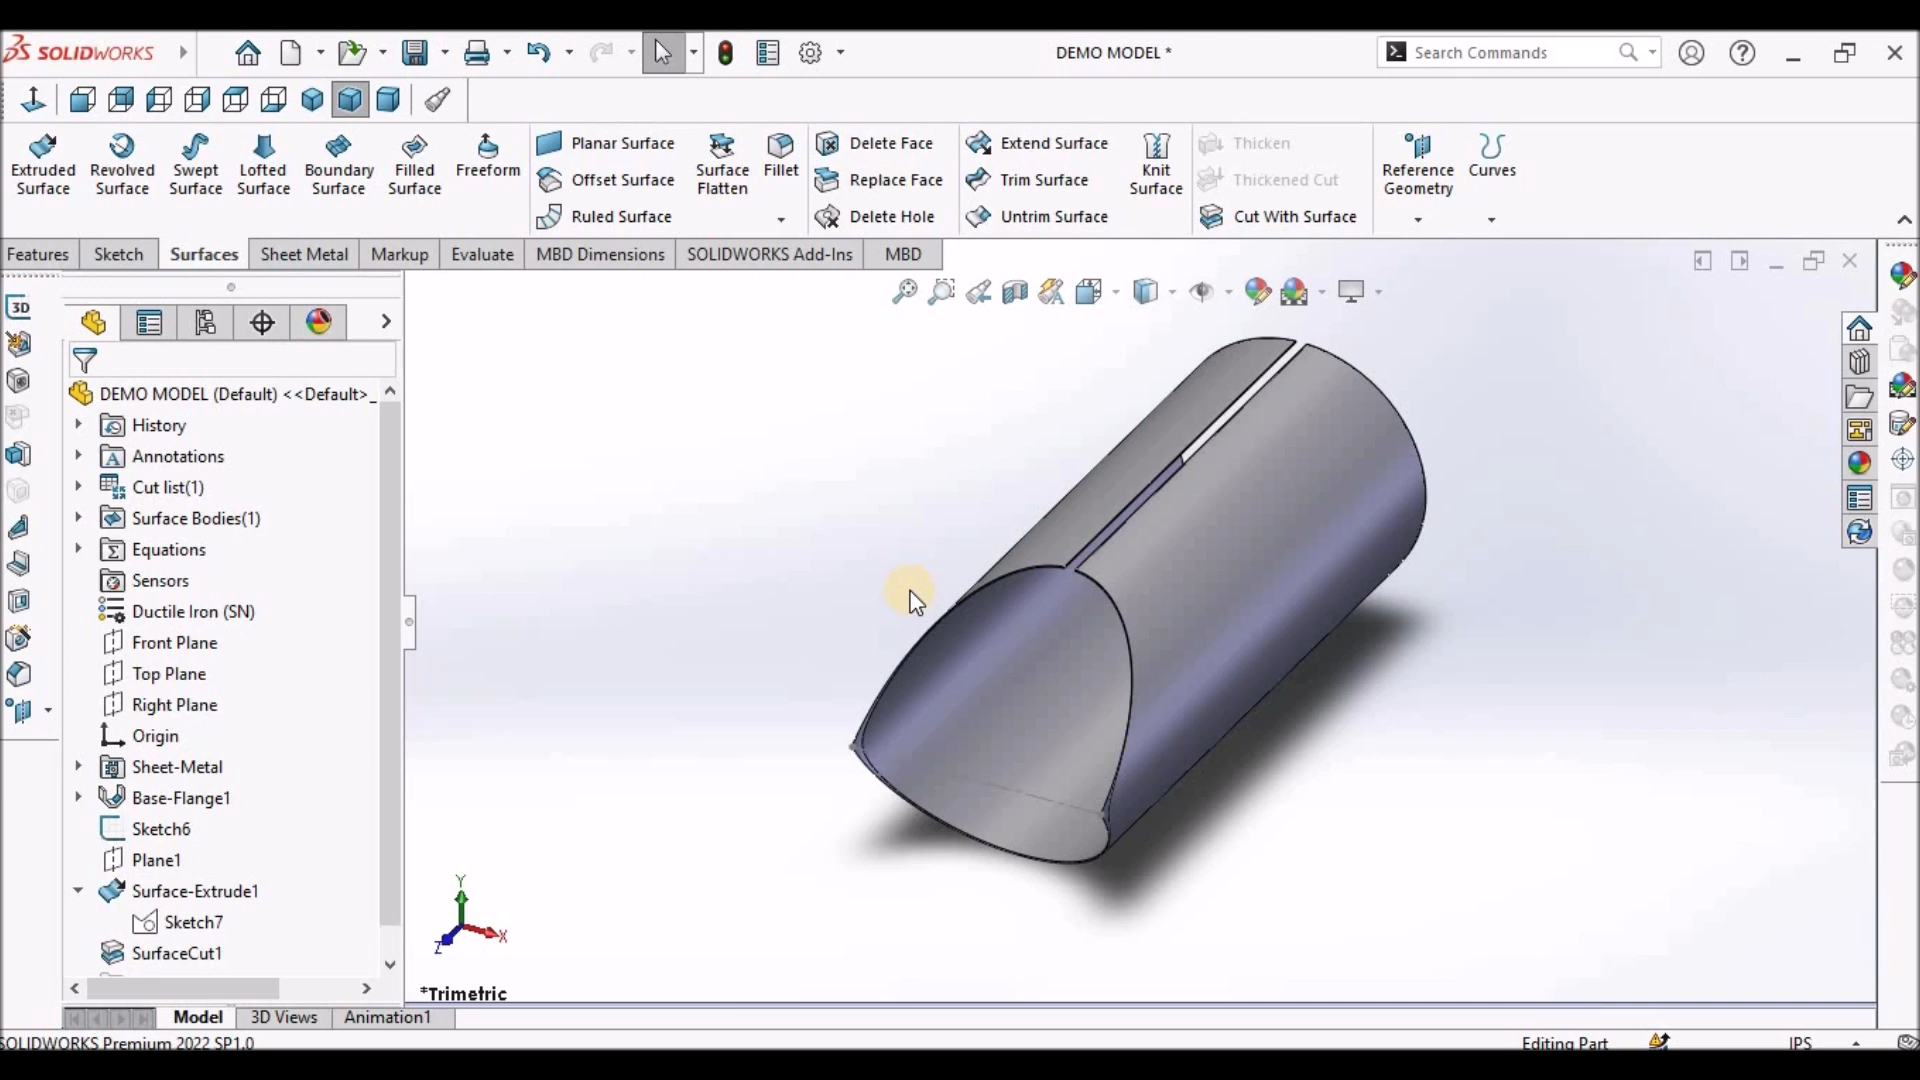 SOLIDWORKS
DEMO MODEL *
Search Commands
Extruded Surface
Revolved Surface
Swept Surface
Lofted Surface
Boundary Surface
Filled Surface
Freeform
Planar Surface
Offset Surface
Ruled Surface
Surface Flatten
Fillet
Delete Face
Replace Face
Delete Hole
Extend Surface
Trim Surface
Untrim Surface
Knit Surface
Thicken
Thickened Cut
Cut With Surface
Reference Geometry
Curves
Features
Sketch
Surfaces
Sheet Metal
Markup
Evaluate
MBD Dimensions
SOLIDWORKS Add-Ins
MBD
3D
DEMO MODEL (Default) <<Default>_
History
Annotations
Cut list(1)
Surface Bodies(1)
Equations
Sensors
Ductile Iron (SN)
Front Plane
Top Plane
Right Plane
Origin
Sheet-Metal
Base-Flange1
Sketch6
Plane1
Surface-Extrude1
Sketch7
SurfaceCut1
Y
X
Z
*Trimetric
Model
3D Views
Animation1
SOLIDWORKS Premium 2022 SP1.0
Editing Part
IPS